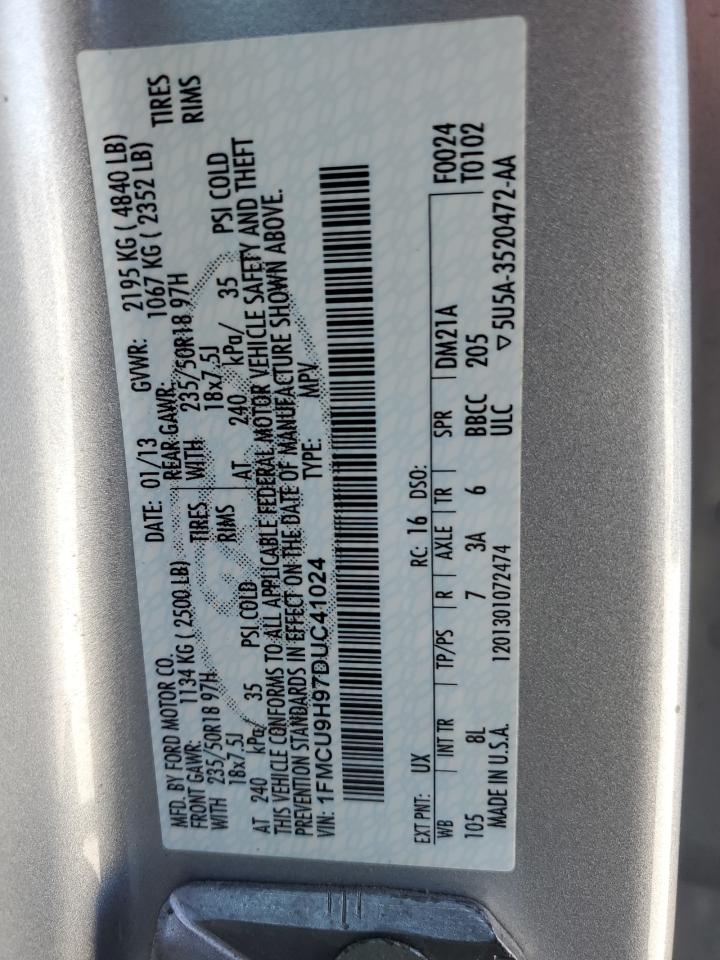 MFD. BY FORD MOTOR CO.
DATE: 01/13
GVWR: 2195 KG ( 4840 LB)
FRONT GAWR: 1134 KG ( 2500 LB)
REAR GAWR: 1067 KG ( 2352 LB)
WITH 235/50R18 97H TIRES
WITH 235/50R18 97H TIRES
18x7.5J RIMS
18x7.5J RIMS
AT 240 kPa/ 35 PSI COLD
AT 240 kPa/ 35 PSI COLD
THIS VEHICLE CONFORMS TO ALL APPLICABLE FEDERAL MOTOR VEHICLE SAFETY AND THEFT
PREVENTION STANDARDS IN EFFECT ON THE DATE OF MANUFACTURE SHOWN ABOVE.
VIN: 1FMCU9H97DUC41024
TYPE: MPV
EXT PNT: UX RC: 16 DSO: F0024
WB INT TR TP/PS R AXLE TR SPR DM21A T0102
105 8L 7 3A 6 BBCC 205
MADE IN U.S.A. 1201301072474 ULC ▽5U5A-3520472-AA